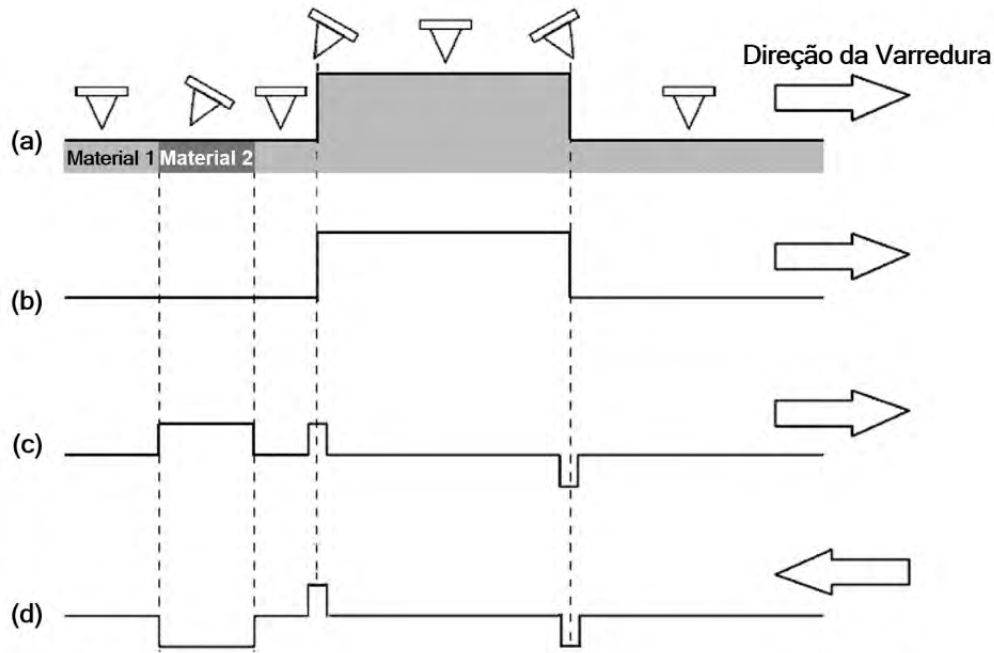 Direção da Varredura
(a)
Material 1 Material 2
(b)
(c)
(d)